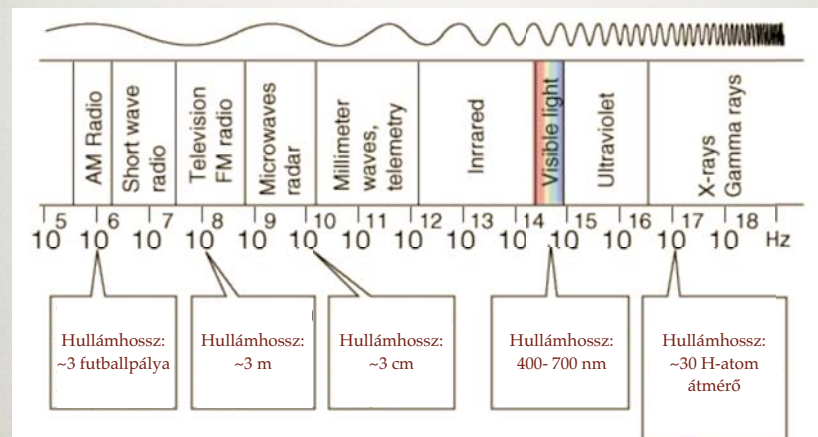 AM Radio
Short wave
radio
Television
FM radio
Microwaves
radar
Millimeter
waves,
telemetry
Inrrared
Visible light
Ultraviolet
X-rays
Gamma rays
10^5 10^6 10^7 10^8 10^9 10^10 10^11 10^12 10^13 10^14 10^15 10^16 10^17 10^18 Hz
Hullámhossz:
~3 futballpálya
Hullámhossz:
~3 m
Hullámhossz:
~3 cm
Hullámhossz:
400- 700 nm
Hullámhossz:
~30 H-atom
átmérő